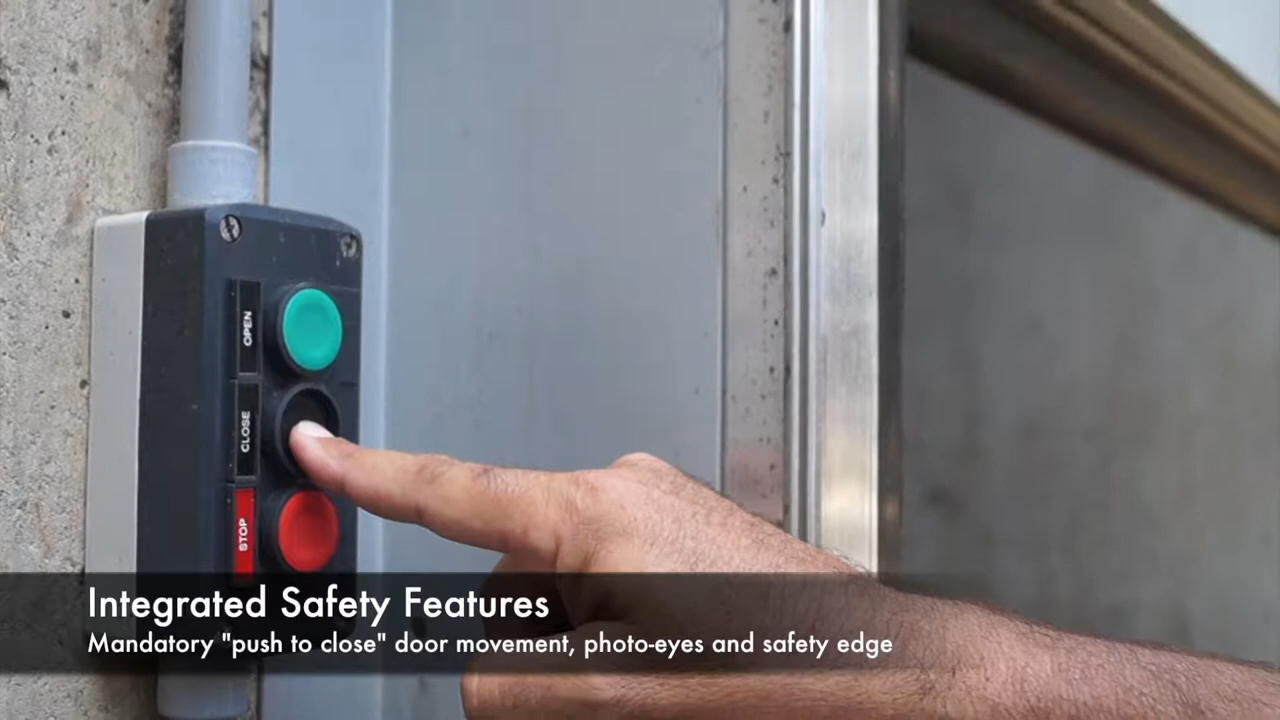 OPEN
CLOSE
STOP
Integrated Safety Features
Mandatory "push to close" door movement, photo-eyes and safety edge